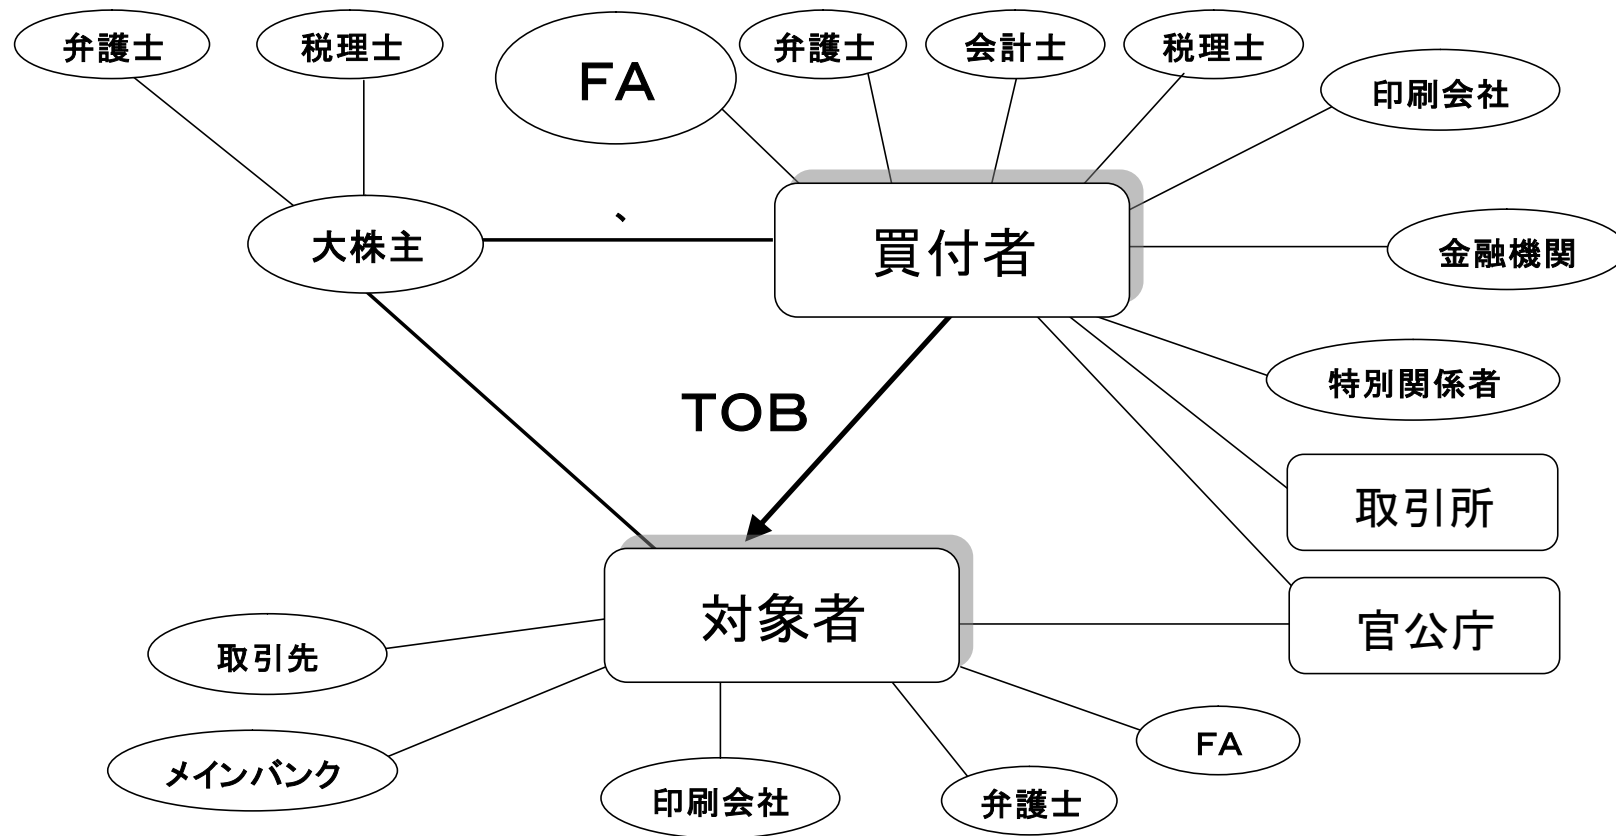 弁護士
税理士
ＦＡ
弁護士
会計士
税理士
印刷会社
大株主
、
買付者
金融機関
特別関係者
ＴＯＢ
取引所
対象者
官公庁
取引先
メインバンク
印刷会社
弁護士
ＦＡ